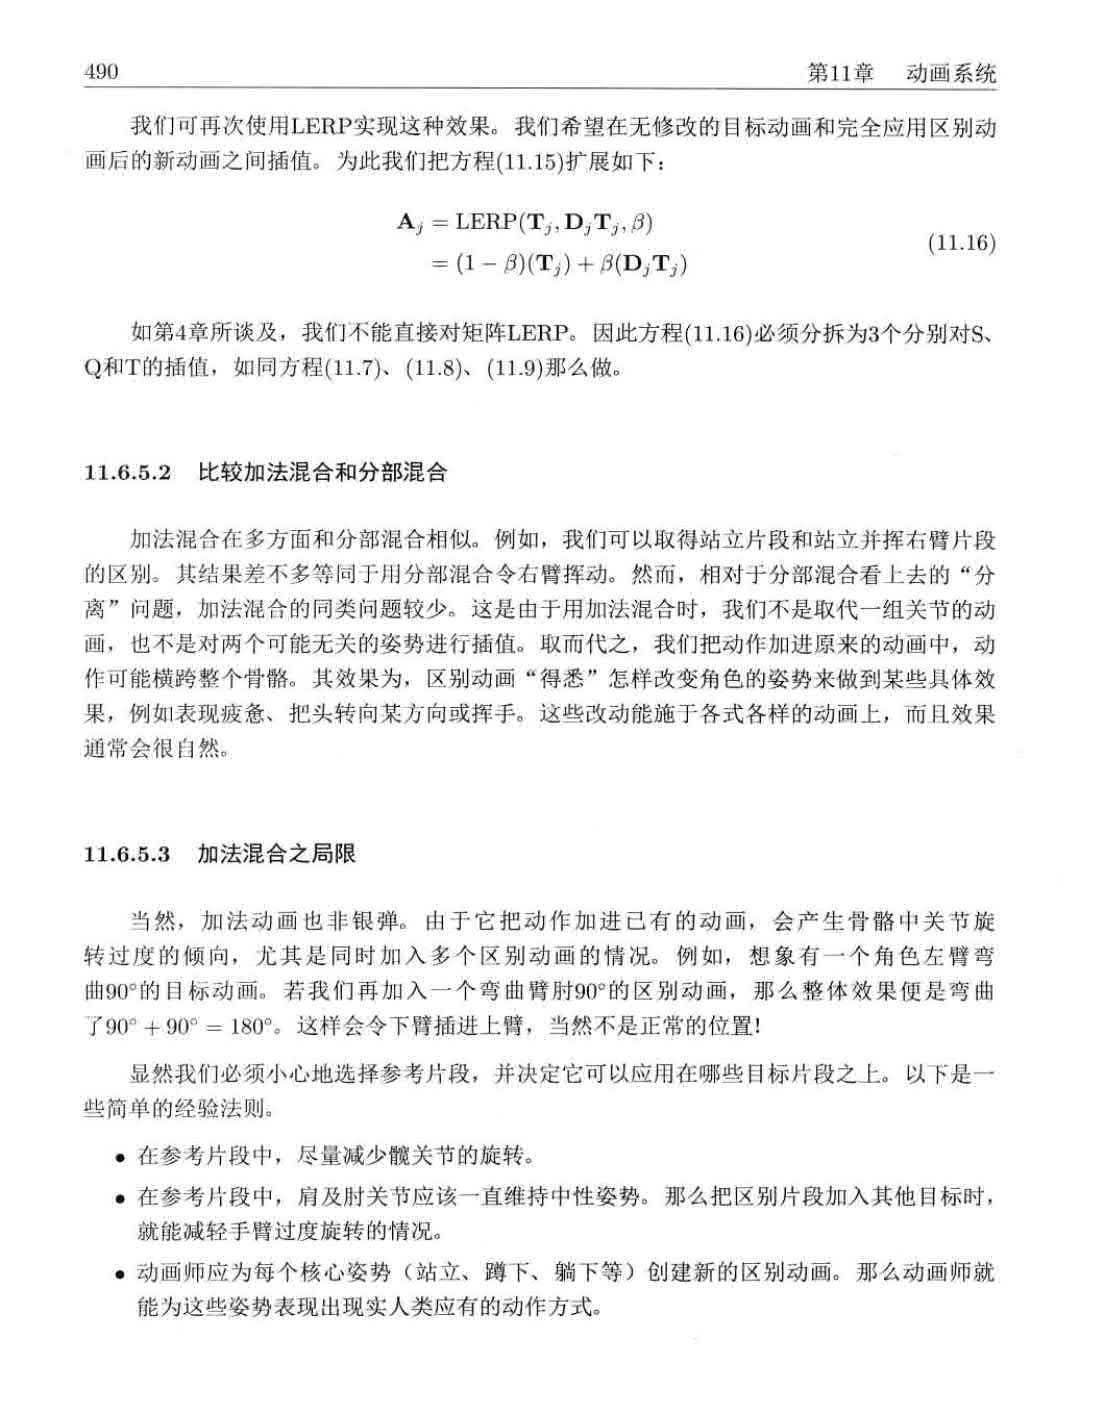 490
第11章 动画系统
我们可再次使用LERP实现这种效果。我们希望在无修改的目标动画和完全应用区别动
画后的新动画之间插值。为此我们把方程(11.15)扩展如下：
A_j = LERP(T_j, D_jT_j, β)
= (1 − β)(T_j) + β(D_jT_j)
(11.16)
如第4章所谈及，我们不能直接对矩阵LERP。因此方程(11.16)必须分拆为3个分别对S、
Q和T的插值，如同方程(11.7)、(11.8)、(11.9)那么做。
11.6.5.2 比较加法混合和分部混合
加法混合在多方面和分部混合相似。例如，我们可以取得站立片段和站立并挥右臂片段
的区别。其结果差不多等同于用分部混合令右臂挥动。然而，相对于分部混合看上去的“分
离”问题，加法混合的同类问题较少。这是由于用加法混合时，我们不是取代一组关节的动
画，也不是对两个可能无关的姿势进行插值。取而代之，我们把动作加进原来的动画中，动
作可能横跨整个骨骼。其效果为，区别动画“得悉”怎样改变角色的姿势来做到某些具体效
果，例如表现疲惫、把头转向某方向或挥手。这些改动能施于各式各样的动画上，而且效果
通常会很自然。
11.6.5.3 加法混合之局限
当然，加法动画也非银弹。由于它把动作加进已有的动画，会产生骨骼中关节旋
转过度的倾向，尤其是同时加入多个区别动画的情况。例如，想象有一个角色左臂弯
曲90°的目标动画。若我们再加入一个弯曲臂肘90°的区别动画，那么整体效果便是弯曲
了90° + 90° = 180°。这样会令下臂插进上臂，当然不是正常的位置！
显然我们必须小心地选择参考片段，并决定它可以应用在哪些目标片段之上。以下是一
些简单的经验法则。
• 在参考片段中，尽量减少髋关节的旋转。
• 在参考片段中，肩及肘关节应该一直维持中性姿势。那么把区别片段加入其他目标时，
就能减轻手臂过度旋转的情况。
• 动画师应为每个核心姿势（站立、蹲下、躺下等）创建新的区别动画。那么动画师就
能为这些姿势表现出现实人类应有的动作方式。